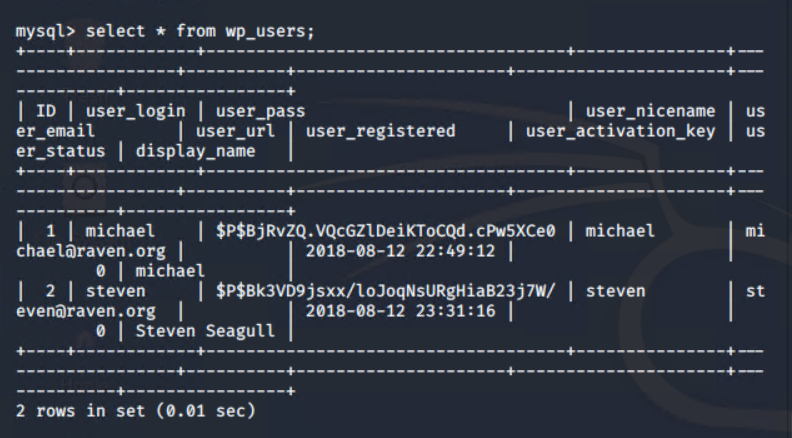 mysql> select * from wp_users;
+----+------------+------------------------------------+---------------+---
----------------+----------+---------------------+---------------------+---
----------+----------------+
| ID | user_login | user_pass                          | user_nicename | us
er_email        | user_url | user_registered     | user_activation_key | us
er_status | display_name   |
+----+------------+------------------------------------+---------------+---
----------------+----------+---------------------+---------------------+---
----------+----------------+
|  1 | michael    | $P$BjRvZQ.VQcGZlDeiKToCQd.cPw5XCe0 | michael       | mi
chael@raven.org |          | 2018-08-12 22:49:12 |                     |
        0 | michael        |
|  2 | steven     | $P$Bk3VD9jsxx/loJoqNsURgHiaB23j7W/ | steven        | st
even@raven.org  |          | 2018-08-12 23:31:16 |                     |
        0 | Steven Seagull |
+----+------------+------------------------------------+---------------+---
----------------+----------+---------------------+---------------------+---
----------+----------------+
2 rows in set (0.01 sec)